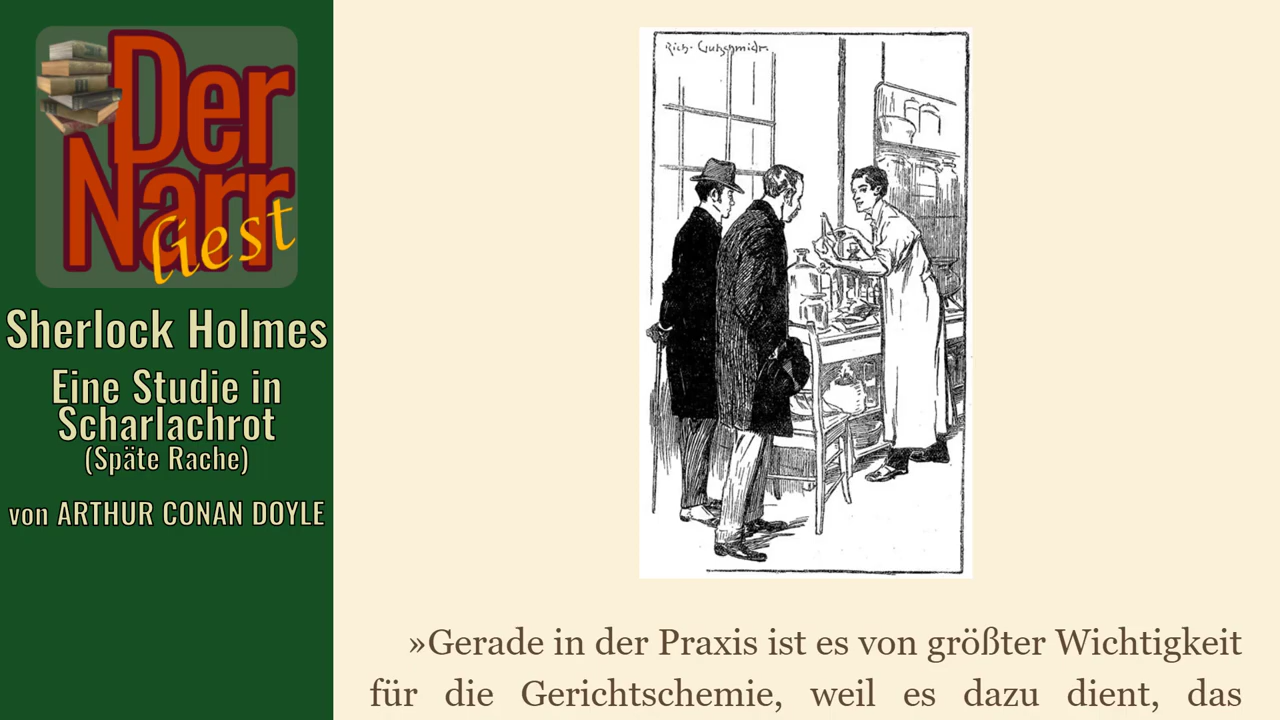 Der
Narr
liest
Sherlock Holmes
Eine Studie in
Scharlachrot
(Späte Rache)
von ARTHUR CONAN DOYLE
Rich. Gutschmidt.
»Gerade in der Praxis ist es von größter Wichtigkeit
für die Gerichtschemie, weil es dazu dient, das